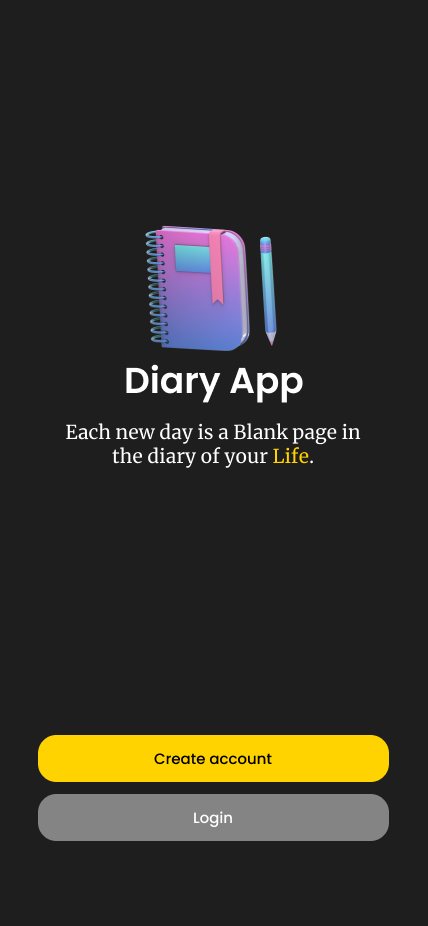 Diary App
Each new day is a Blank page in
the diary of your Life.
Create account
Login